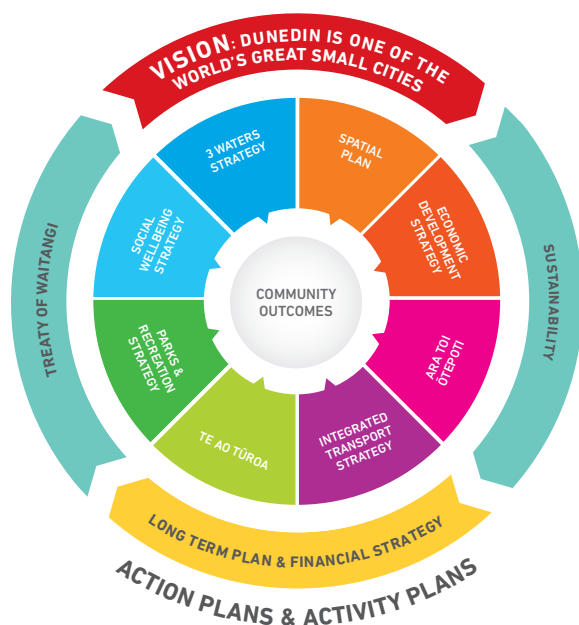 VISION: DUNEDIN IS ONE OF THE
WORLD'S GREAT SMALL CITIES
3 WATERS
STRATEGY
SPATIAL
PLAN
SOCIAL
WELLBEING
STRATEGY
ECONOMIC
DEVELOPMENT
STRATEGY
TREATY OF WAITANGI
COMMUNITY
OUTCOMES
SUSTAINABILITY
PARKS &
RECREATION
STRATEGY
ARA TOI
ŌTEPOTI
TE AO TŪROA
INTEGRATED
TRANSPORT
STRATEGY
LONG TERM PLAN & FINANCIAL STRATEGY
ACTION PLANS & ACTIVITY PLANS